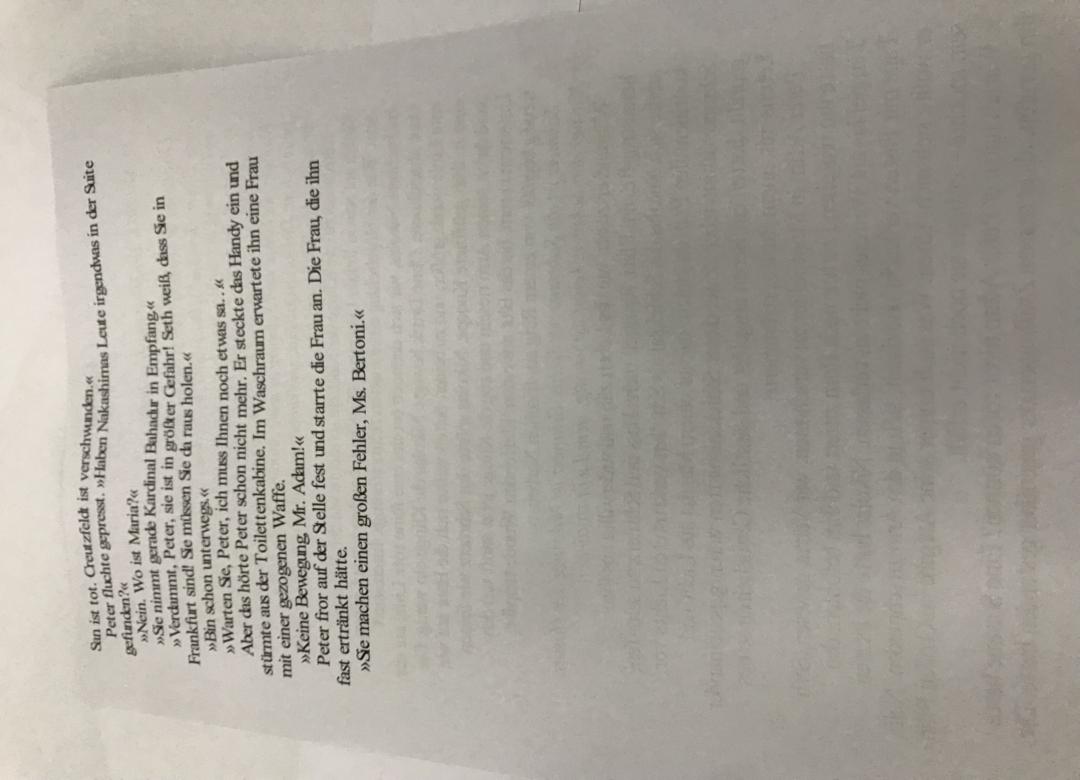 San ist tot. Creutzfeldt ist verschwunden.«
Peter fluchte gepresst. »Haben Nakashimas Leute irgendwas in der Suite
gefunden?«
»Nein. Wo ist Maria?«
»Sie nimmt gerade Kardinal Bahadur in Empfang.«
»Verdammt, Peter, sie ist in größter Gefahr! Seth weiß, dass Sie in
Frankfurt sind! Sie müssen Sie da raus holen.«
»Bin schon unterwegs.«
»Warten Sie, Peter, ich muss Ihnen noch etwas sa...«
Aber das hörte Peter schon nicht mehr. Er steckte das Handy ein und
stürmte aus der Toilettenkabine. Im Waschraum erwartete ihn eine Frau
mit einer gezogenen Waffe.
»Keine Bewegung, Mr. Adam!«
Peter fror auf der Stelle fest und starrte die Frau an. Die Frau, die ihn
fast ertränkt hätte.
»Sie machen einen großen Fehler, Ms. Bertoni.«